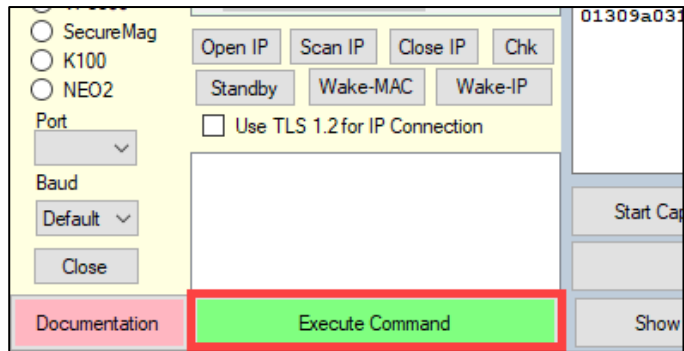 SecureMag
K100
NEO2
Port
Baud
Default
Close
Documentation
Open IP Scan IP Close IP Chk
Standby Wake-MAC Wake-IP
Use TLS 1.2 for IP Connection
Execute Command
01309a031
Start Cap
Show